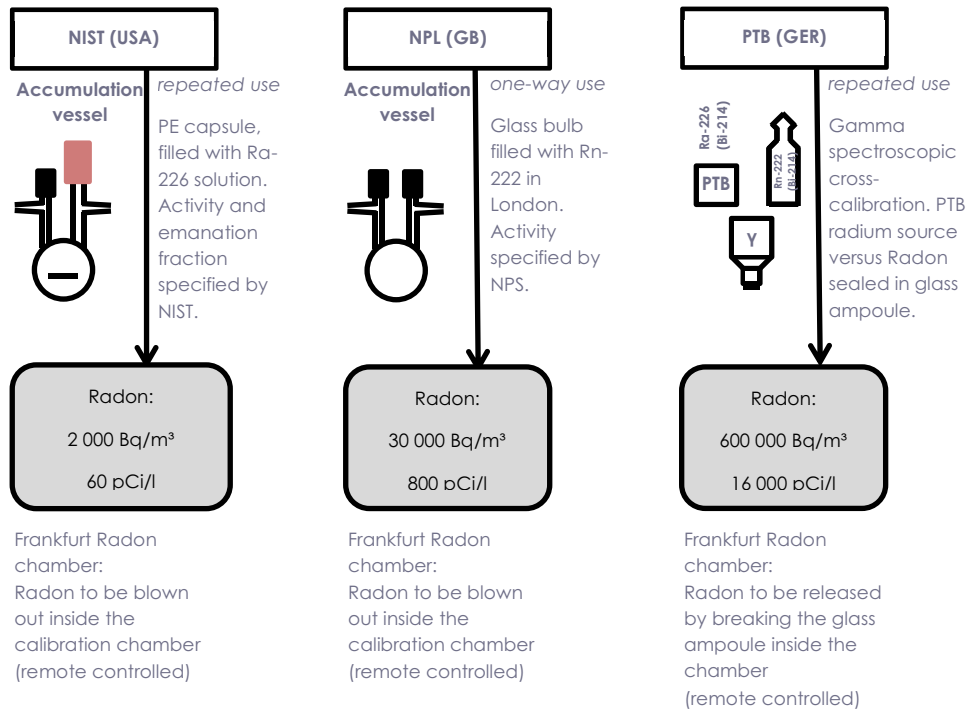 NIST (USA)
Accumulation
vessel
repeated use
PE capsule,
filled with Ra-
226 solution.
Activity and
emanation
fraction
specified by
NIST.
Radon:
2 000 Bq/m³
60 pCi/l
Frankfurt Radon
chamber:
Radon to be blown
out inside the
calibration chamber
(remote controlled)
NPL (GB)
Accumulation
vessel
one-way use
Glass bulb
filled with Rn-
222 in
London.
Activity
specified by
NPS.
Radon:
30 000 Bq/m³
800 pCi/l
Frankfurt Radon
chamber:
Radon to be blown
out inside the
calibration chamber
(remote controlled)
PTB (GER)
Ra-226
(Bi-214)
PTB
Rn-222
(Bi-214)
Y
repeated use
Gamma
spectroscopic
cross-
calibration. PTB
radium source
versus Radon
sealed in glass
ampoule.
Radon:
600 000 Bq/m³
16 000 pCi/l
Frankfurt Radon
chamber:
Radon to be released
by breaking the glass
ampoule inside the
chamber
(remote controlled)